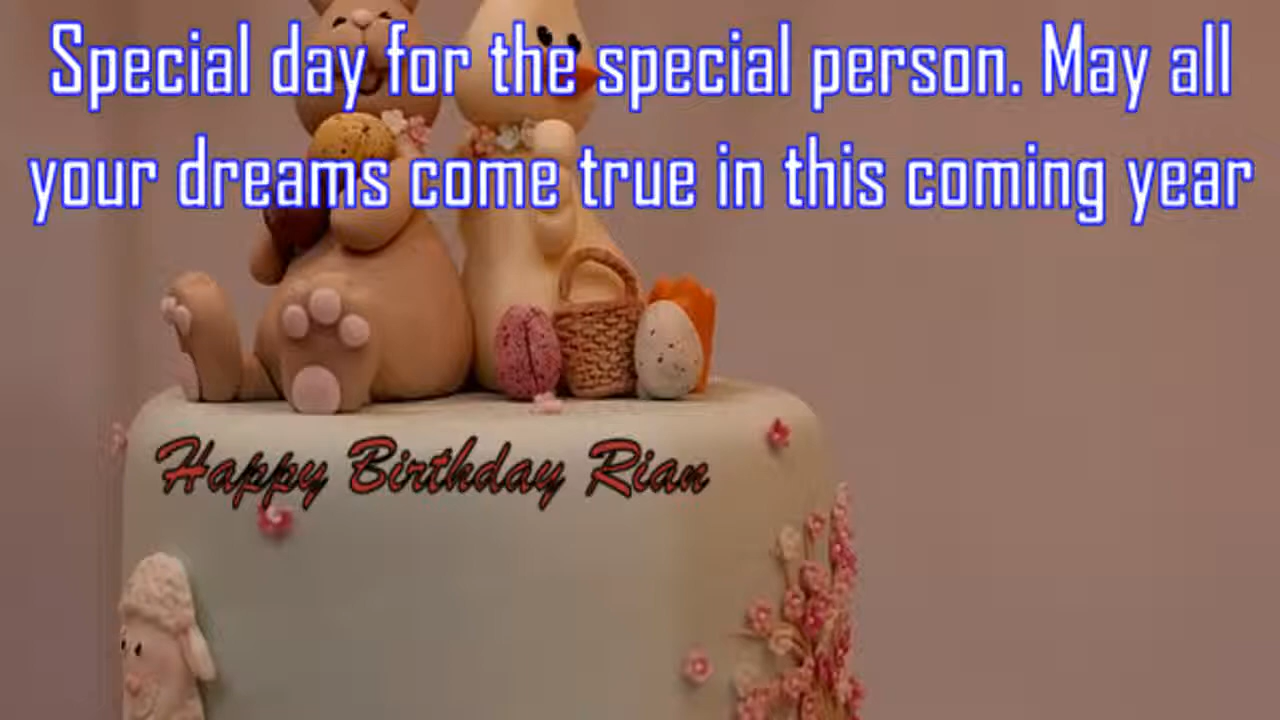 Special day for the special person. May all
your dreams come true in this coming year
Happy Birthday Rian